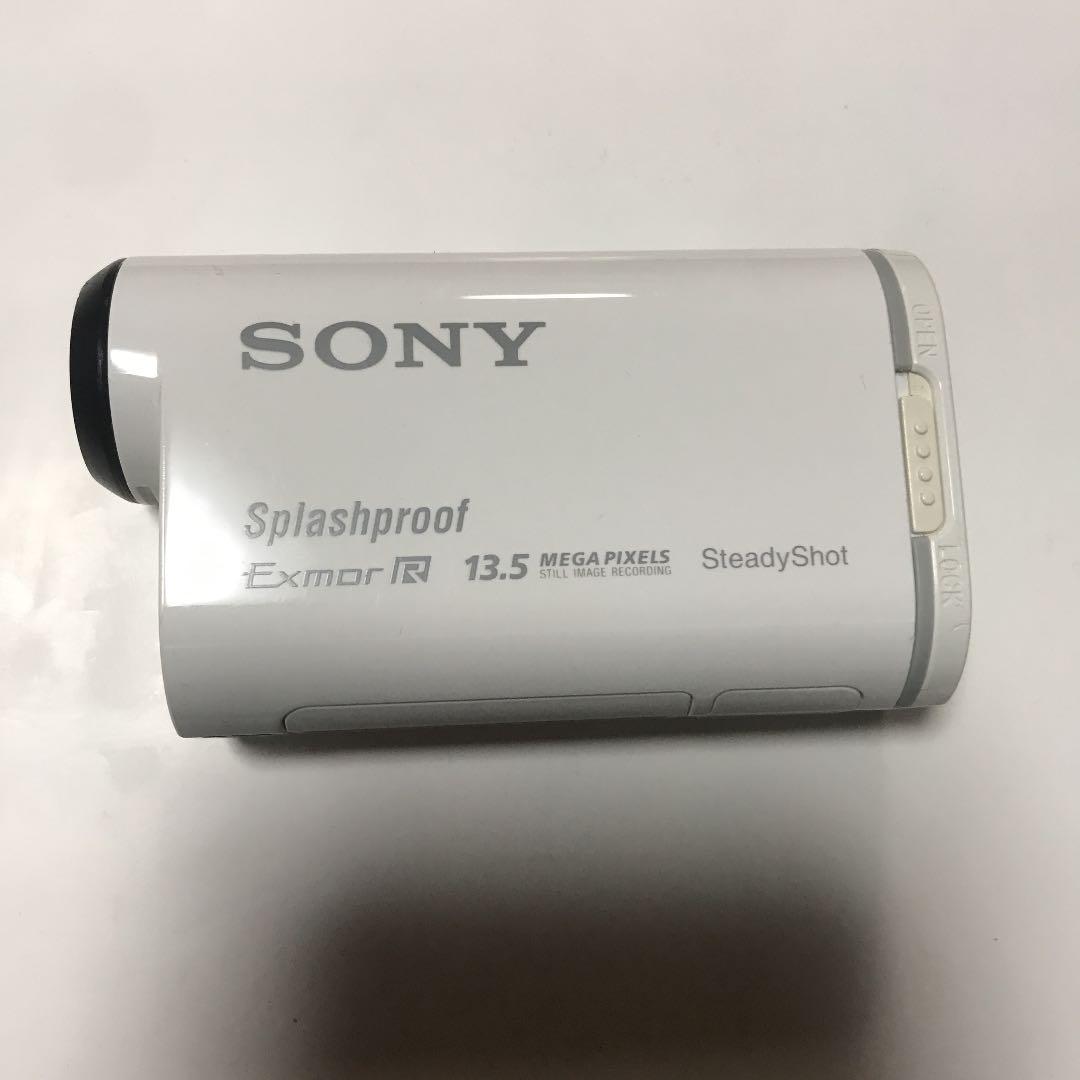 SONY
Splashproof
Exmor R 13.5 MEGA PIXELS SteadyShot
STILL IMAGE RECORDING
OPEN
LOCK